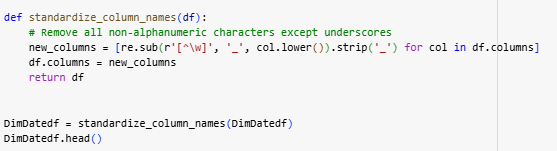 def standardize_column_names(df):
    # Remove all non-alphanumeric characters except underscores
    new_columns = [re.sub(r'[^\w]', '_', col.lower()).strip('_') for col in df.columns]
    df.columns = new_columns
    return df
DimDatedf = standardize_column_names(DimDatedf)
DimDatedf.head()